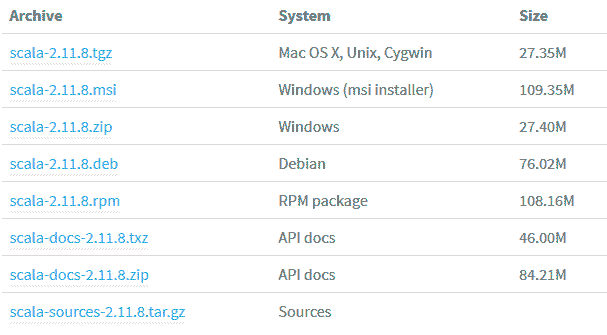 Archive System Size
scala-2.11.8.tgz Mac OS X, Unix, Cygwin 27.35M
scala-2.11.8.msi Windows (msi installer) 109.35M
scala-2.11.8.zip Windows 27.40M
scala-2.11.8.deb Debian 76.02M
scala-2.11.8.rpm RPM package 108.16M
scala-docs-2.11.8.txz API docs 46.00M
scala-docs-2.11.8.zip API docs 84.21M
scala-sources-2.11.8.tar.gz Sources